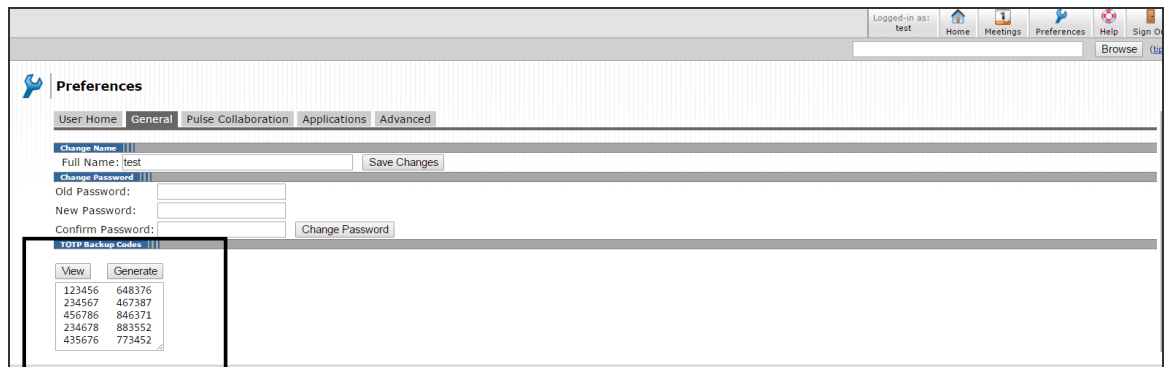 Logged-in as:
test
Home Meetings Preferences Help Sign
Browse
Preferences
User Home General Pulse Collaboration Applications Advanced
Change Name
Full Name: test Save Changes
Change Password
Old Password:
New Password:
Confirm Password: Change Password
TOTP Backup Codes
View Generate
123456 648376
234567 467387
456786 846371
234678 883552
435676 773452